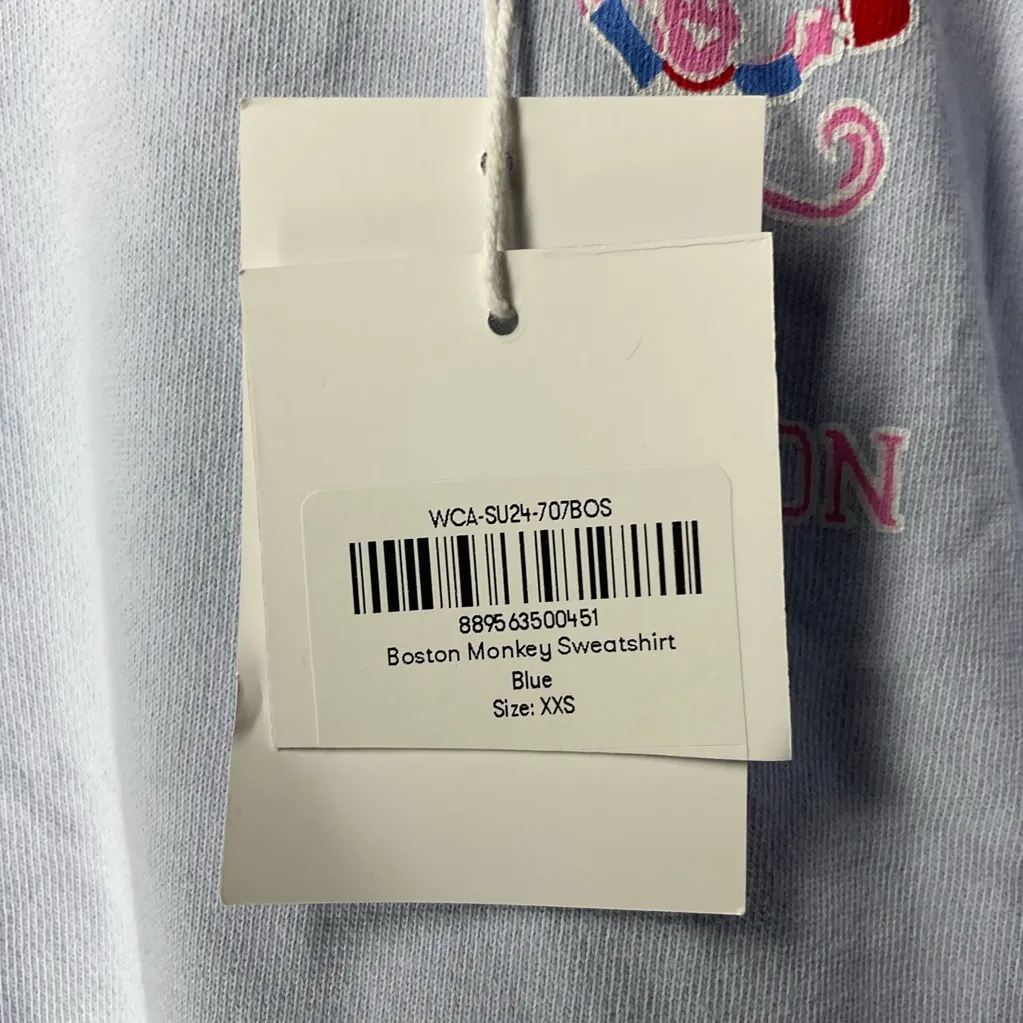 WCA-SU24-707BOS
889563500451
Boston Monkey Sweatshirt
Blue
Size: XXS
ON